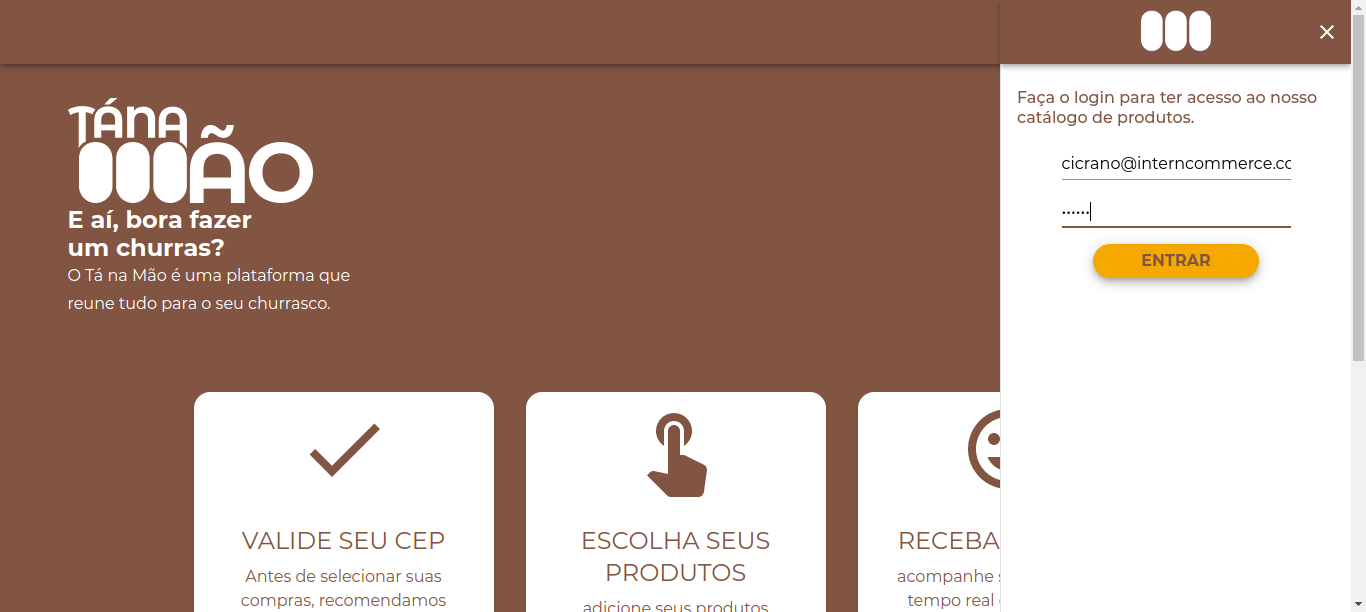 TÁNA
MÃO
E aí, bora fazer
um churras?
O Tá na Mão é uma plataforma que
reune tudo para o seu churrasco.
Faça o login para ter acesso ao nosso
catálogo de produtos.
cicrano@interncommerce.cc
ENTRAR
VALIDE SEU CEP
Antes de selecionar suas
compras, recomendamos
ESCOLHA SEUS
PRODUTOS
adicione seus produtos
RECEBA
acompanhe
tempo real